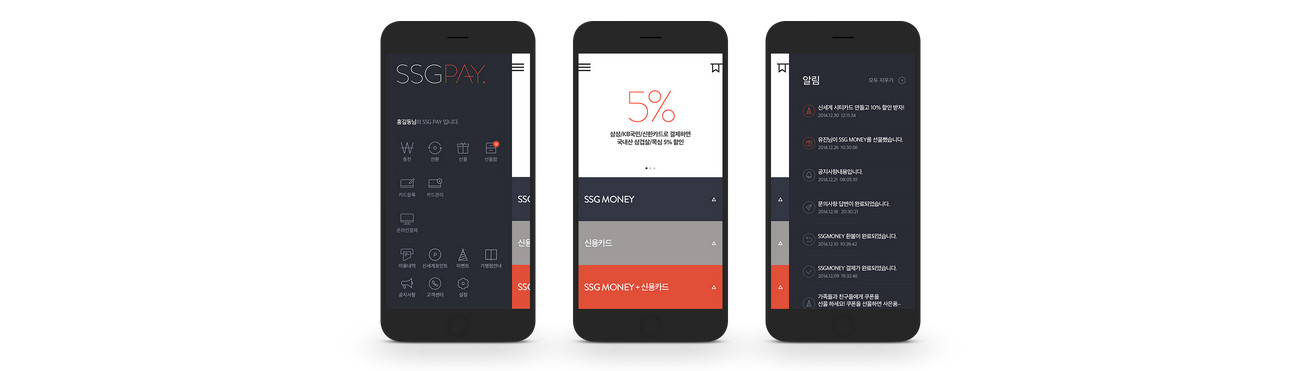 SSGPAY.
홍길동님의 SSG PAY 입니다.
충전 전환 선물 선물함
카드등록 카드관리
온라인결제
이용내역 신세계포인트 이벤트 가맹점안내
공지사항 고객센터 설정
SSG
신용
SSG
5%
삼성/KB국민/신한카드로 결제하면
국내산 삼겹살/목심 5% 할인
SSG MONEY
신용카드
SSG MONEY + 신용카드
알림
모두 지우기
신세계 시티카드 만들고 10% 할인 받자!
2014.12.30 12:11:34
유진님이 SSG MONEY를 선물했습니다.
2014.12.26 10:30:06
공지사항내용입니다.
2014.12.21 08:05:10
문의사항 답변이 완료되었습니다.
2014.12.18 20:30:21
SSGMONEY 환불이 완료되었습니다.
2014.12.10 10:26:42
SSGMONEY 결제가 완료되었습니다.
2014.12.09 19:32:46
가족들과 친구들에게 쿠폰을
선물 하세요! 쿠폰을 선물하면 사은품~